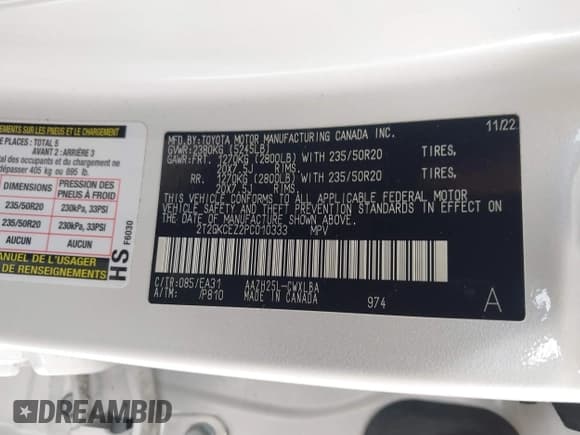 EMENTS SUR LES PNEUS ET LE CHARGEMENT
E PLACES : TOTAL 5
AVANT 2 : ARRIÈRE 3
total des occupants et du chargement ne
dépasser 405 kg ou 895 lb.
DIMENSIONS PRESSION DES PNEUS À FROID
235/50R20 230kPa, 33PSI
235/50R20 230kPa, 33PSI
AUCUN AUCUN
MANUEL DE L'USAGER
DE RENSEIGNEMENTS
HS F6030
MFD.BY:TOYOTA MOTOR MANUFACTURING CANADA INC. 11/22
GVWR:2380KG (5245LB)
GAWR:FRT. 1270KG (2800LB) WITH 235/50R20 TIRES,
20X7.5J RIMS
RR. 1270KG (2800LB) WITH 235/50R20 TIRES,
20X7.5J RIMS
THIS VEHICLE CONFORMS TO ALL APPLICABLE FEDERAL MOTOR
VEHICLE SAFETY AND THEFT PREVENTION STANDARDS IN EFFECT
ON THE DATE OF MANUFACTURE SHOWN ABOVE.
2T2GKCEZ2PC010333 MPV
C/TR:085/EA31 AAZH25L-CWXLBA
A/TM: /P810 MADE IN CANADA 974
A
DREAMBID